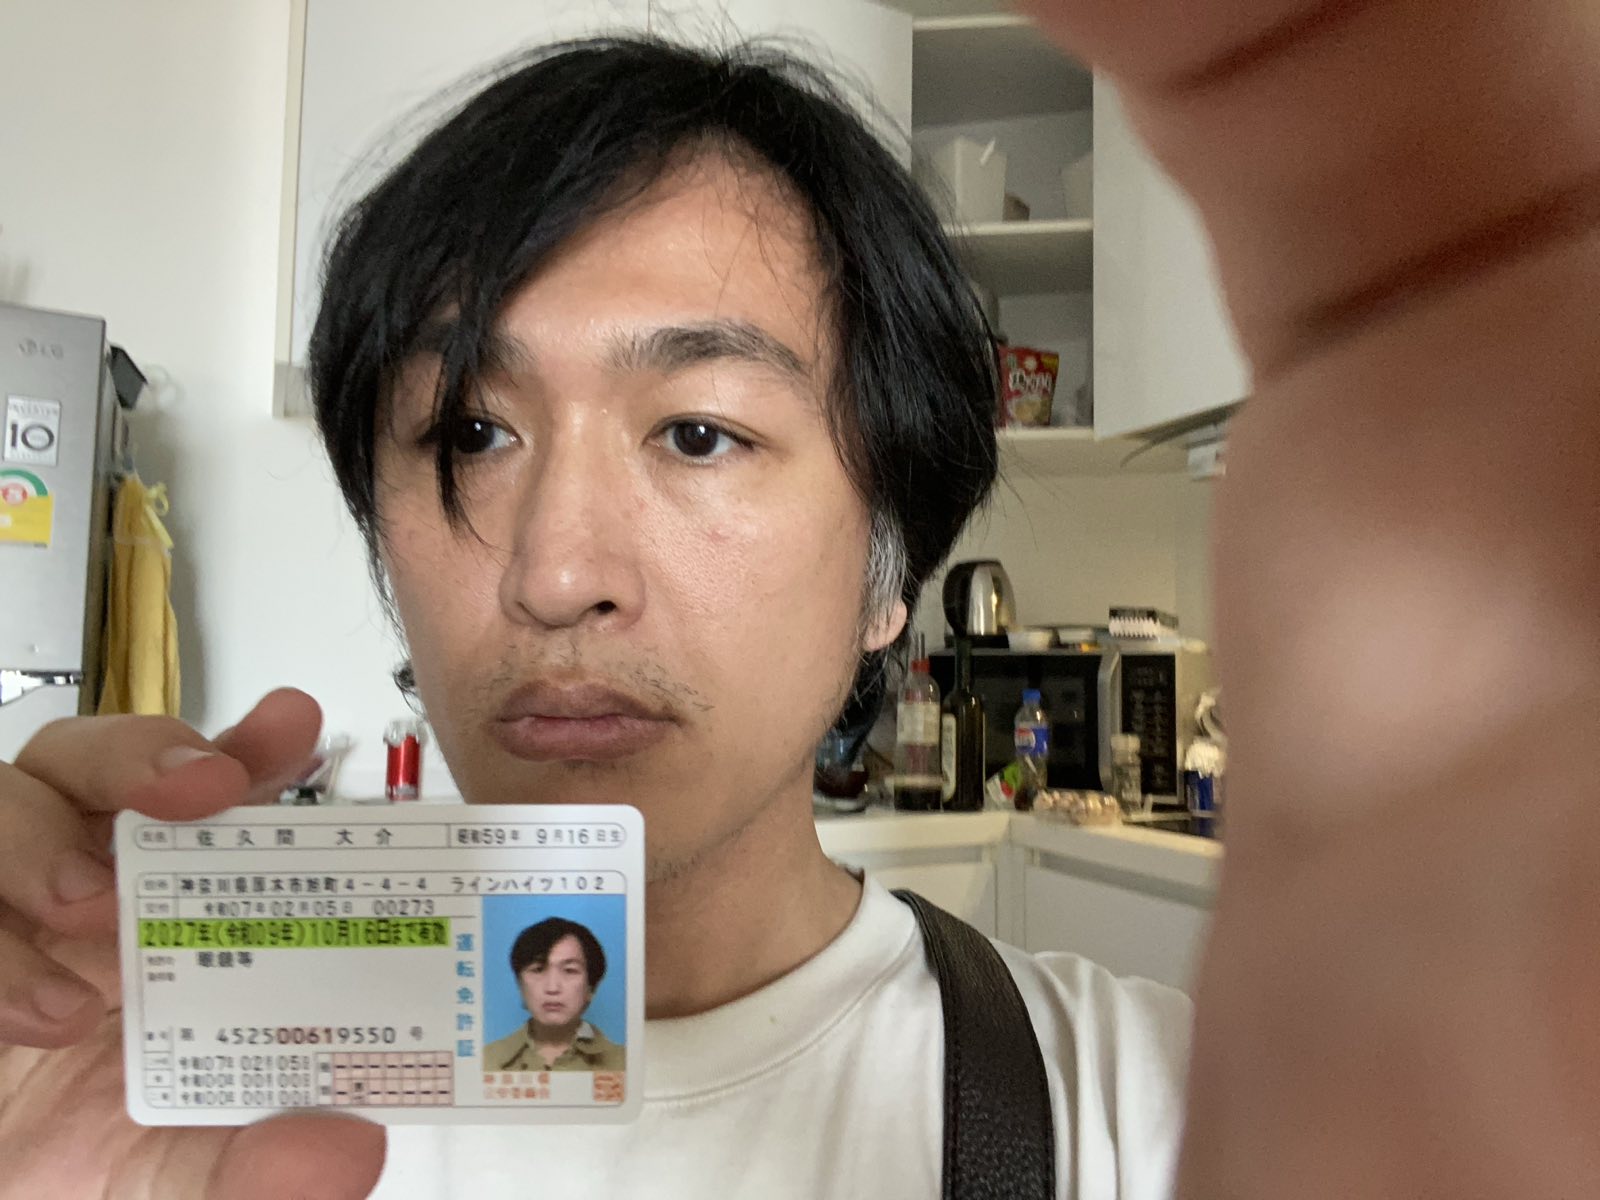 LG
INVERTER
10
氏名 佐久間 大介 昭和59年 9月16日生
住所 神奈川県厚木市旭町4-4-4 ラインハイツ102
交付 令和07年02月05日 00273
2027年(令和09年)10月16日まで有効
眼鏡等
運転免許証
番号 第 452500619550 号
令和07年02月05日
令和00年00月00日
令和00年00月00日
神奈川県
公安委員会